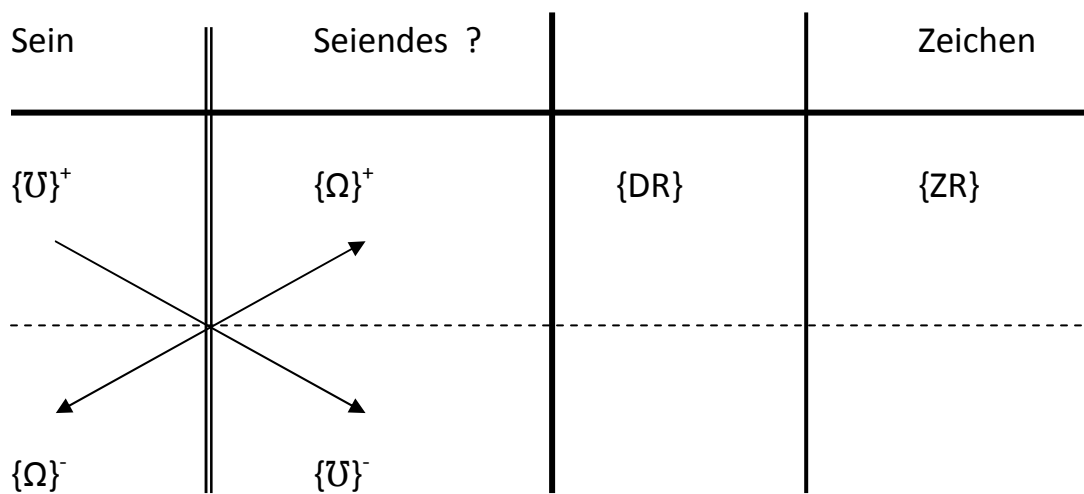 Sein Seiendes ? Zeichen
{℧}⁺ {Ω}⁺ {DR} {ZR}
{Ω}⁻ {℧}⁻